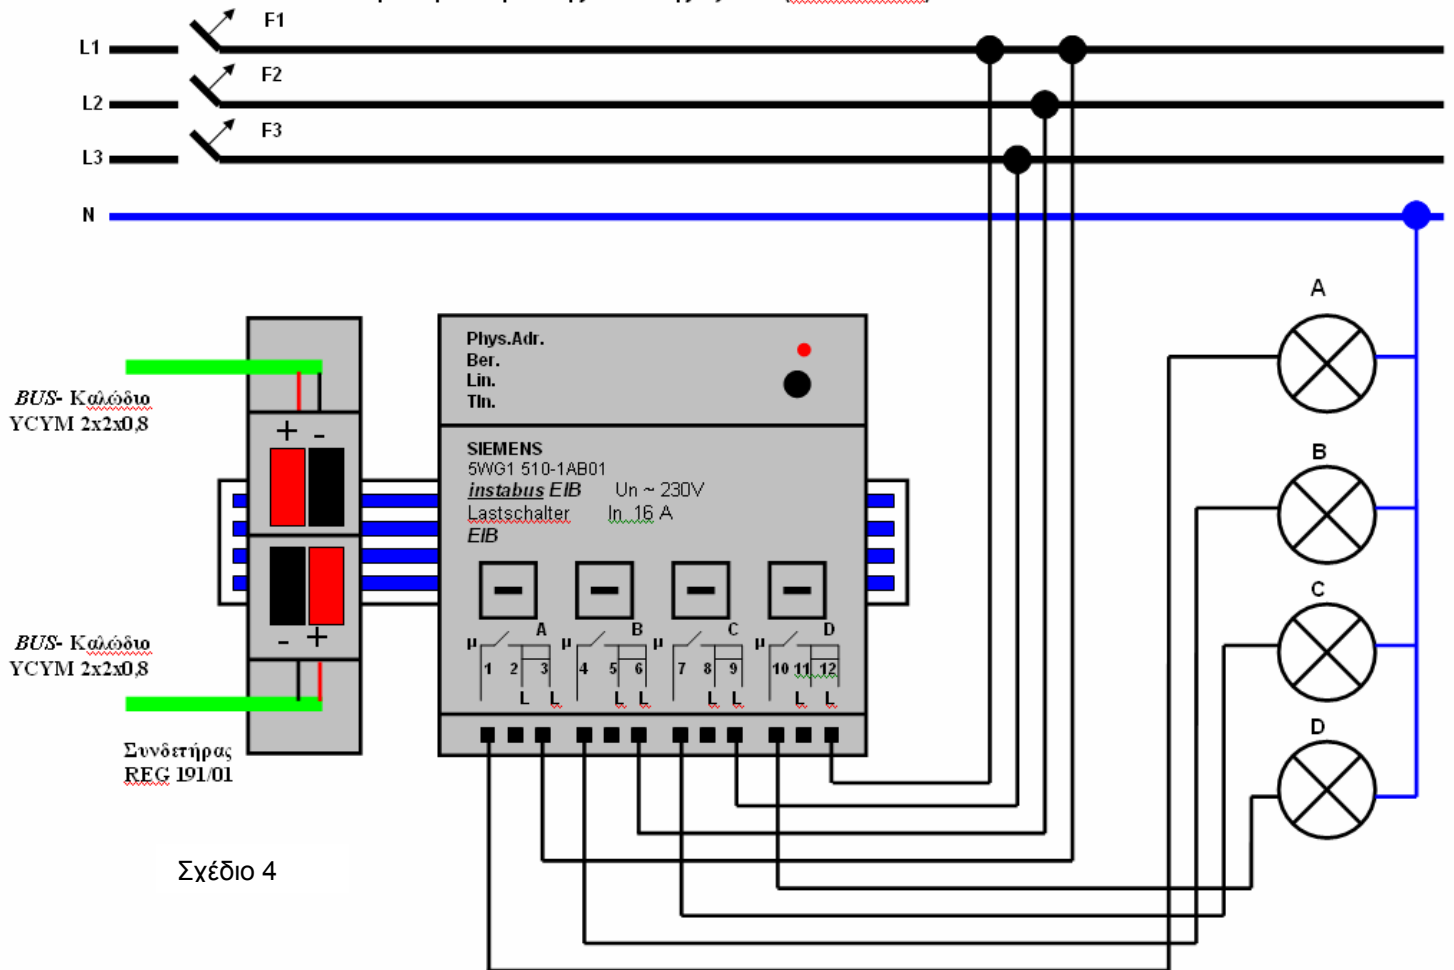 F1
L1
F2
L2
F3
L3
N
A
Phys.Adr.
Ber.
Lin.
Tln.
BUS- Καλώδιο
YCYM 2x2x0,8
+ -
SIEMENS
5WG1 510-1AB01
instabus EIB Un ~ 230V
Lastschalter In 16 A
EIB
B
C
- +
μ A μ B μ C μ D
1 2 3 4 5 6 7 8 9 10 11 12
L L L L L L L L
BUS- Καλώδιο
YCYM 2x2x0,8
D
Συνδετήρας
REG 191/01
Σχέδιο 4